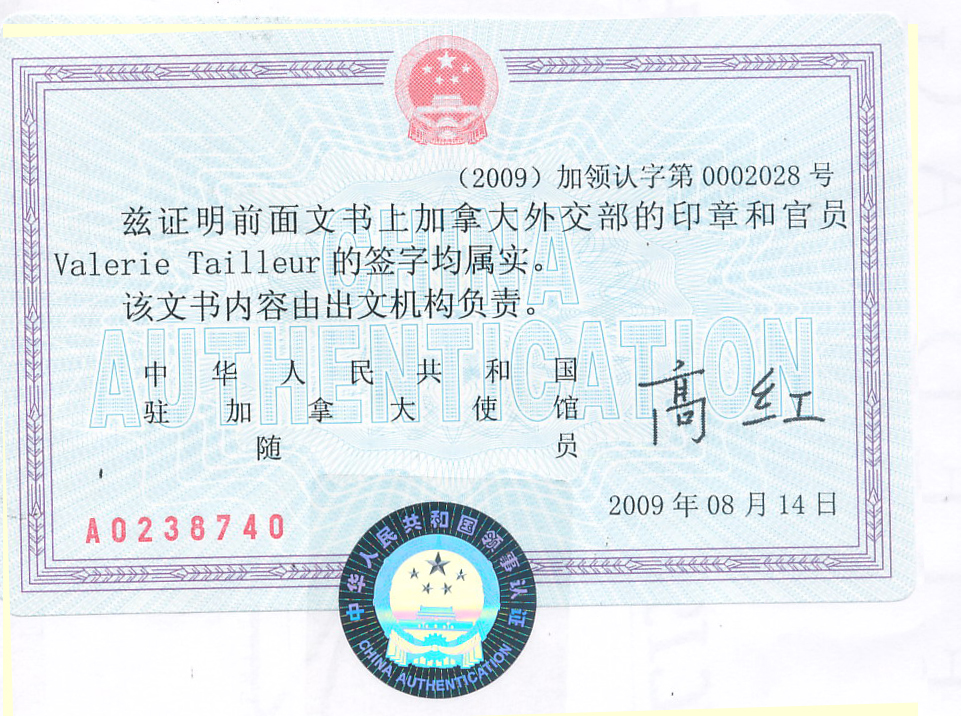 （2009）加领认字第 0002028 号
兹证明前面文书上加拿大外交部的印章和官员
Valerie Tailleur 的签字均属实。
该文书内容由出文机构负责。
CHINA
AUTHENTICATION
中华人民共和国
驻加拿大使馆
随员
高红
2009 年 08 月 14 日
A0238740
中华人民共和国领事认证
CHINA AUTHENTICATION